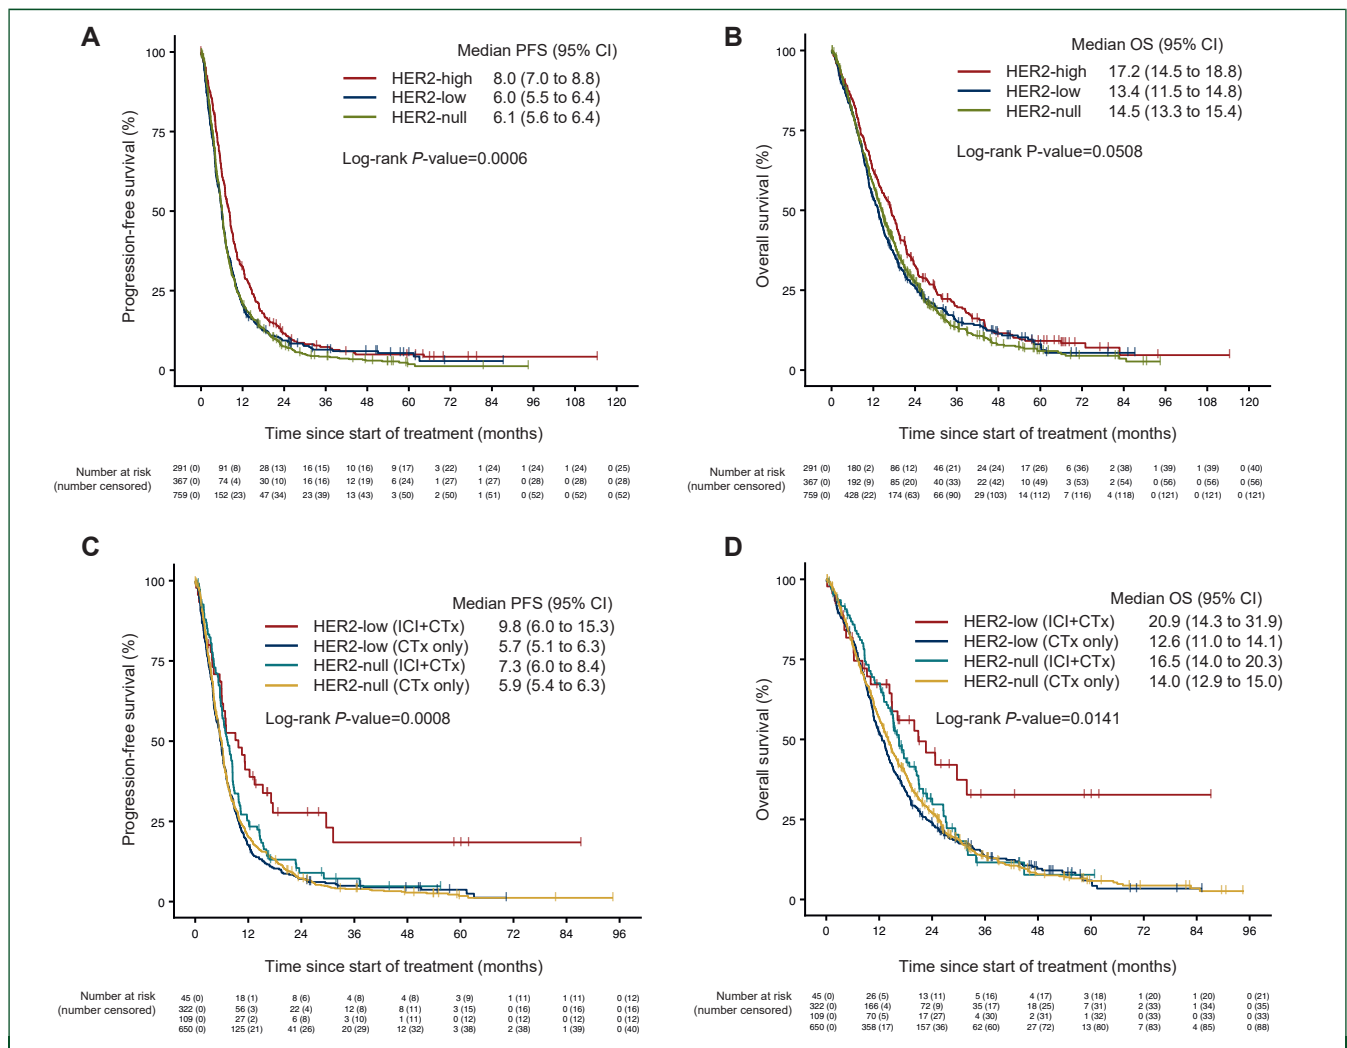 A
Median PFS (95% CI)
HER2-high 8.0 (7.0 to 8.8)
HER2-low 6.0 (5.5 to 6.4)
HER2-null 6.1 (5.6 to 6.4)
Log-rank P-value=0.0006
Progression-free survival (%)
100
75
50
25
0
0 12 24 36 48 60 72 84 96 108 120
Time since start of treatment (months)
Number at risk
(number censored)
291 (0) 91 (8) 28 (13) 16 (15) 10 (16) 9 (17) 3 (22) 1 (24) 1 (24) 1 (24) 0 (25)
367 (0) 74 (4) 30 (10) 16 (16) 12 (19) 6 (24) 1 (27) 1 (27) 0 (28) 0 (28) 0 (28)
759 (0) 152 (23) 47 (34) 23 (39) 13 (43) 3 (50) 2 (50) 1 (51) 0 (52) 0 (52) 0 (52)
B
Median OS (95% CI)
HER2-high 17.2 (14.5 to 18.8)
HER2-low 13.4 (11.5 to 14.8)
HER2-null 14.5 (13.3 to 15.4)
Log-rank P-value=0.0508
Overall survival (%)
100
75
50
25
0
0 12 24 36 48 60 72 84 96 108 120
Time since start of treatment (months)
Number at risk
(number censored)
291 (0) 180 (2) 86 (12) 46 (21) 24 (24) 17 (26) 6 (36) 2 (38) 1 (39) 1 (39) 0 (40)
367 (0) 192 (9) 85 (20) 40 (33) 22 (42) 10 (49) 3 (53) 2 (54) 0 (56) 0 (56) 0 (56)
759 (0) 428 (22) 174 (63) 66 (90) 29 (103) 14 (112) 7 (116) 4 (118) 0 (121) 0 (121) 0 (121)
C
Median PFS (95% CI)
HER2-low (ICI+CTx) 9.8 (6.0 to 15.3)
HER2-low (CTx only) 5.7 (5.1 to 6.3)
HER2-null (ICI+CTx) 7.3 (6.0 to 8.4)
HER2-null (CTx only) 5.9 (5.4 to 6.3)
Log-rank P-value=0.0008
Progression-free survival (%)
100
75
50
25
0
0 12 24 36 48 60 72 84 96
Time since start of treatment (months)
Number at risk
(number censored)
45 (0) 18 (1) 8 (6) 4 (8) 4 (8) 3 (9) 1 (11) 1 (11) 0 (12)
322 (0) 56 (3) 22 (4) 12 (8) 8 (11) 3 (15) 0 (16) 0 (16) 0 (16)
109 (0) 27 (2) 6 (8) 3 (10) 1 (11) 0 (12) 0 (12) 0 (12) 0 (12)
650 (0) 125 (21) 41 (26) 20 (29) 12 (32) 3 (38) 2 (38) 1 (39) 0 (40)
D
Median OS (95% CI)
HER2-low (ICI+CTx) 20.9 (14.3 to 31.9)
HER2-low (CTx only) 12.6 (11.0 to 14.1)
HER2-null (ICI+CTx) 16.5 (14.0 to 20.3)
HER2-null (CTx only) 14.0 (12.9 to 15.0)
Log-rank P-value=0.0141
Overall survival (%)
100
75
50
25
0
0 12 24 36 48 60 72 84 96
Time since start of treatment (months)
Number at risk
(number censored)
45 (0) 26 (5) 13 (11) 5 (16) 4 (17) 3 (18) 1 (20) 1 (20) 0 (21)
322 (0) 166 (4) 72 (9) 35 (17) 18 (25) 7 (31) 2 (33) 1 (34) 0 (35)
109 (0) 70 (5) 17 (27) 4 (30) 2 (31) 1 (32) 0 (33) 0 (33) 0 (33)
650 (0) 358 (17) 157 (36) 62 (60) 27 (72) 13 (80) 7 (83) 4 (85) 0 (88)